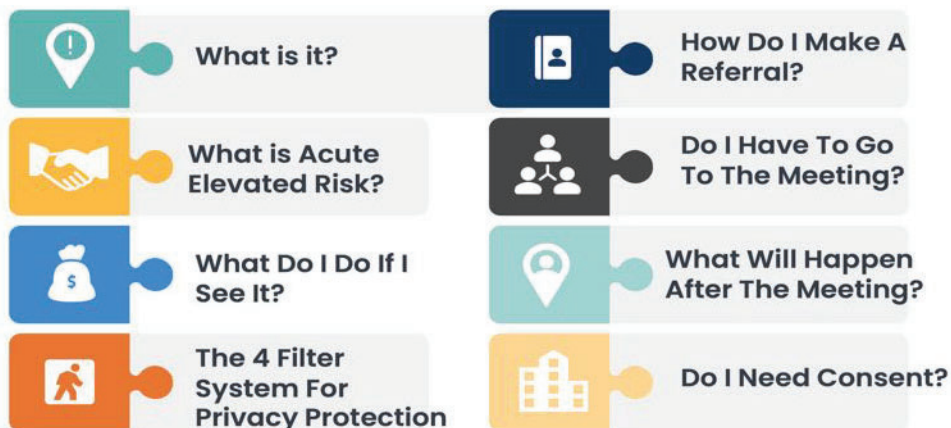 What is it?
What is Acute
Elevated Risk?
What Do I Do If I
See It?
The 4 Filter
System For
Privacy Protection
How Do I Make A
Referral?
Do I Have To Go
To The Meeting?
What Will Happen
After The Meeting?
Do I Need Consent?
!
$